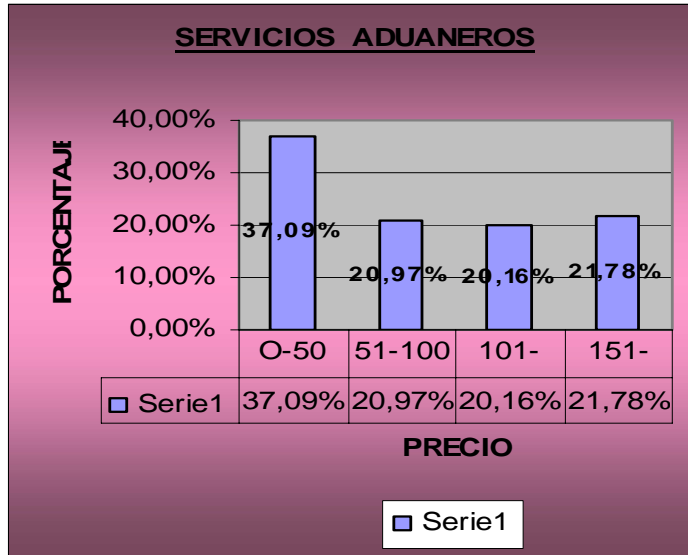 SERVICIOS ADUANEROS
PORCENTAJE
40,00%
30,00%
20,00%
10,00%
0,00%
37,09%
20,97%
20,16%
21,78%
O-50 51-100 101- 151-
Serie1 37,09% 20,97% 20,16% 21,78%
PRECIO
Serie1